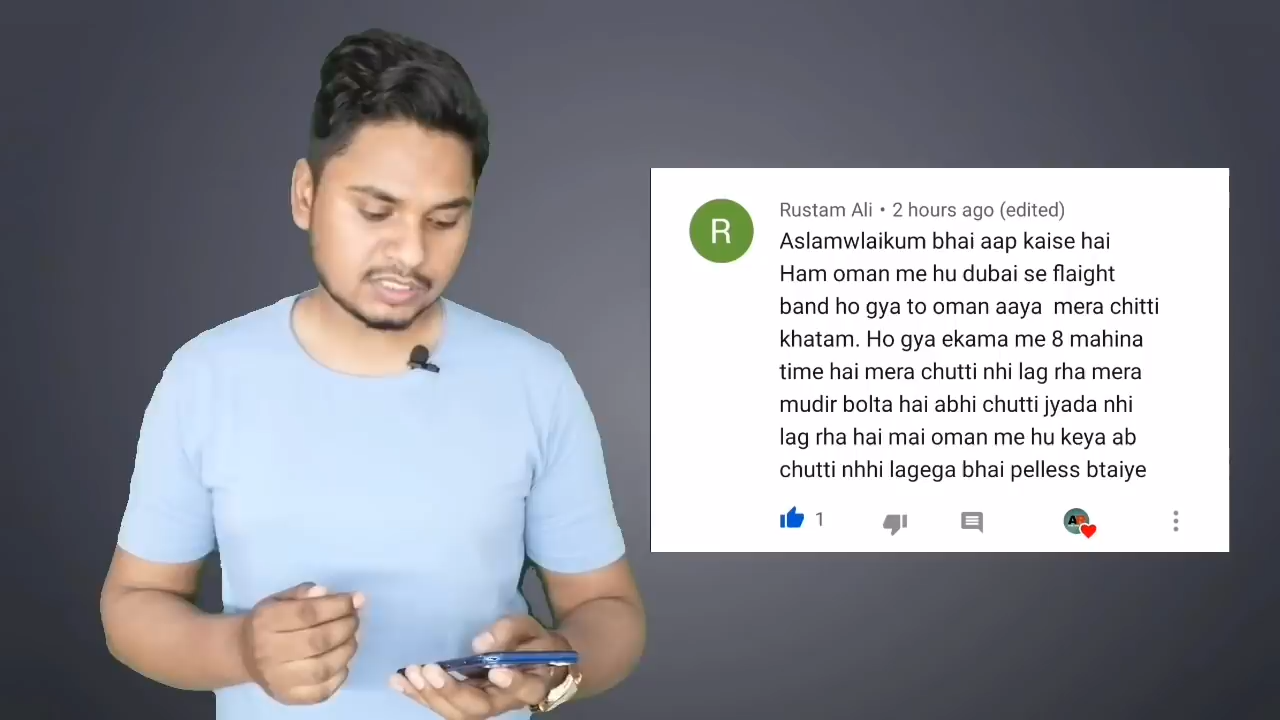 R
Rustam Ali • 2 hours ago (edited)
Aslamwlaikum bhai aap kaise hai
Ham oman me hu dubai se flaight
band ho gya to oman aaya mera chitti
khatam. Ho gya ekama me 8 mahina
time hai mera chutti nhi lag rha mera
mudir bolta hai abhi chutti jyada nhi
lag rha hai mai oman me hu keya ab
chutti nhhi lagega bhai pelless btaiye
1